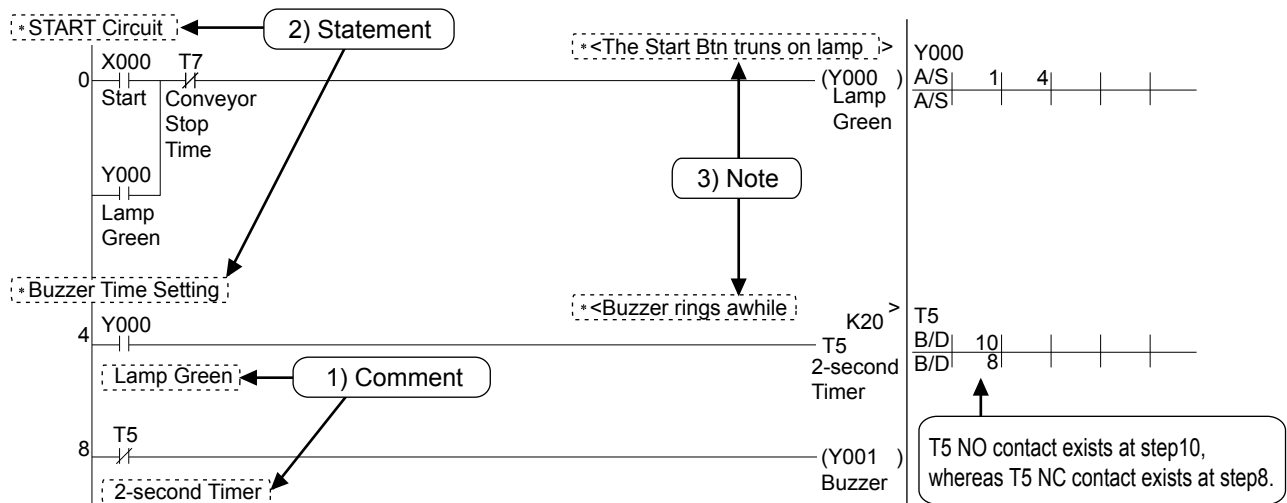 *START Circuit
2) Statement
*<The Start Btn truns on lamp >
X000 T7
0
Start Conveyor
Stop
Time
(Y000 )
Lamp
Green
Y000
A/S 1 4
A/S
Y000
Lamp
Green
3) Note
*Buzzer Time Setting
*<Buzzer rings awhile >
4
Y000
K20
T5
2-second
Timer
T5
B/D 10
B/D 8
Lamp Green
1) Comment
8
T5
(Y001 )
Buzzer
2-second Timer
T5 NO contact exists at step10,
whereas T5 NC contact exists at step8.